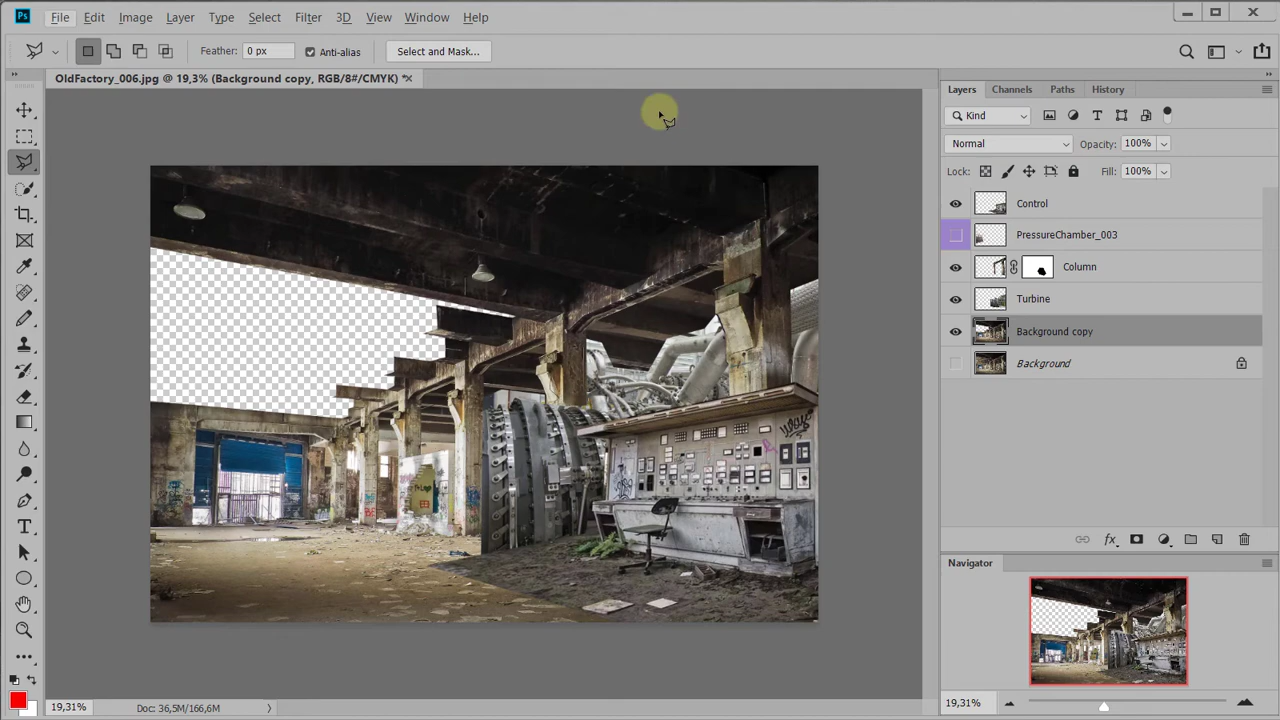 Ps File Edit Image Layer Type Select Filter 3D View Window Help
Feather: 0 px Anti-alias Select and Mask...
OldFactory_006.jpg @ 19,3% (Background copy, RGB/8#/CMYK) *
Layers Channels Paths History
Kind
Normal Opacity: 100%
Lock: Fill: 100%
Control
PressureChamber_003
Column
Turbine
Background copy
Background
fx
Navigator
19,31% Doc: 36,5M/166,6M
19,31%